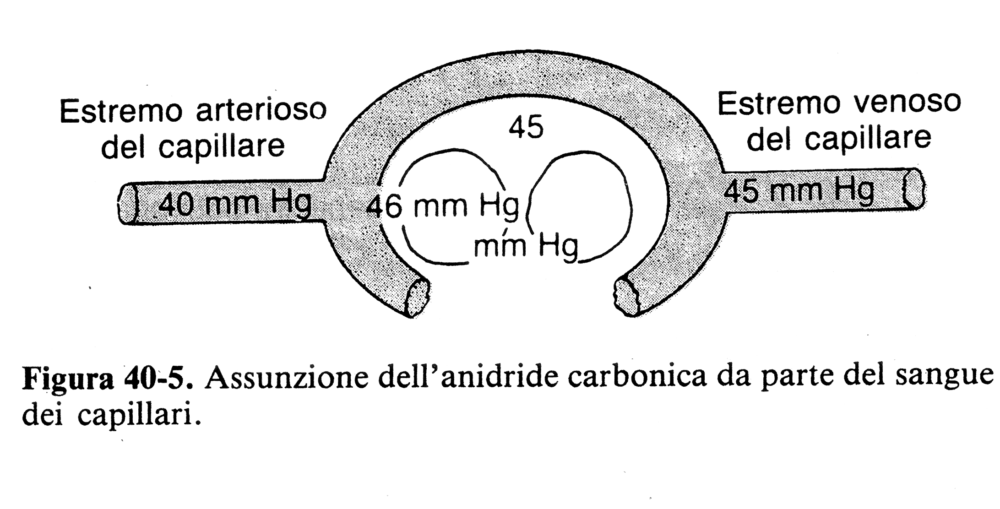 Estremo arterioso
del capillare
Estremo venoso
del capillare
45
40 mm Hg
46 mm Hg
45 mm Hg
mm Hg
Figura 40-5. Assunzione dell'anidride carbonica da parte del sangue
dei capillari.